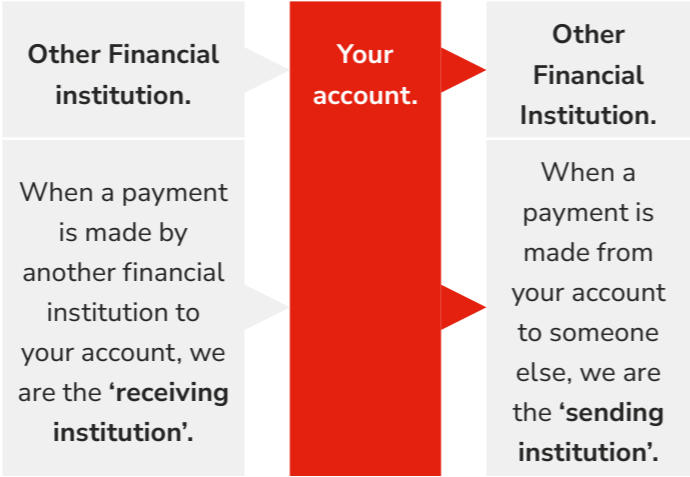 Other Financial
institution.
Your
account.
Other
Financial
Institution.
When a payment
is made by
another financial
institution to
your account, we
are the ‘receiving
institution’.
When a
payment is
made from
your account
to someone
else, we are
the ‘sending
institution’.